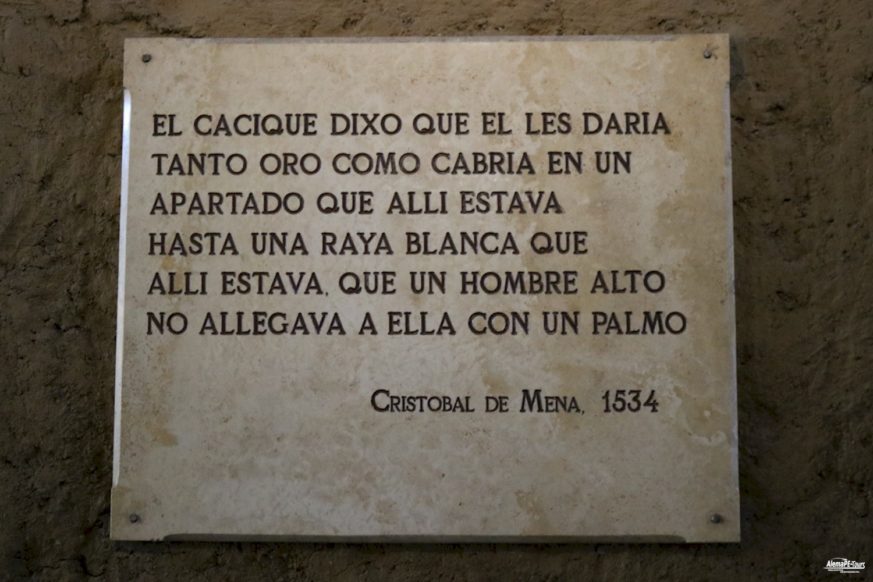 EL CACIQUE DIXO QUE EL LES DARIA
TANTO ORO COMO CABRIA EN UN
APARTADO QUE ALLI ESTAVA
HASTA UNA RAYA BLANCA QUE
ALLI ESTAVA, QUE UN HOMBRE ALTO
NO ALLEGAVA A ELLA CON UN PALMO
CRISTOBAL DE MENA, 1534
AlemaPE-Tours